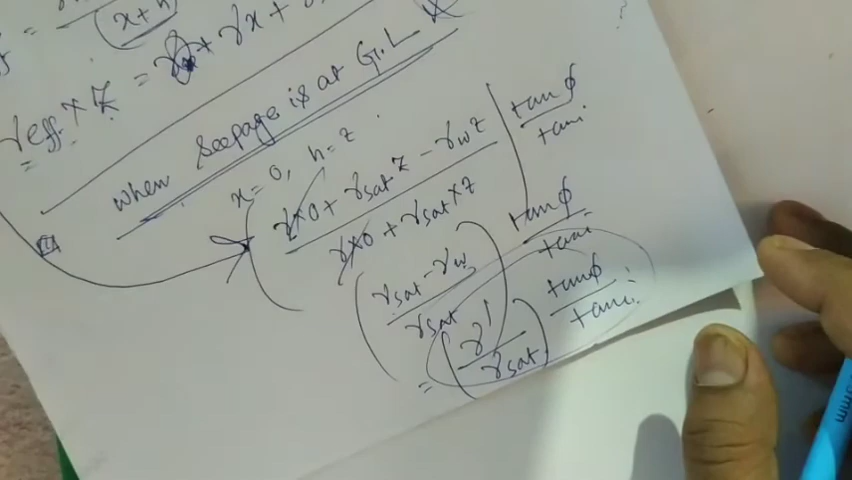 (x+h)
γeff × z = + γx +
When Seepage is at G.L
x=0, h=z
(γ×0 + γsat z - γw z / γ×0 + γsat × z) tanϕ / tani
(γsat - γw / γsat) tanϕ / tani
= (γ' / γsat) tanϕ / tani
mm